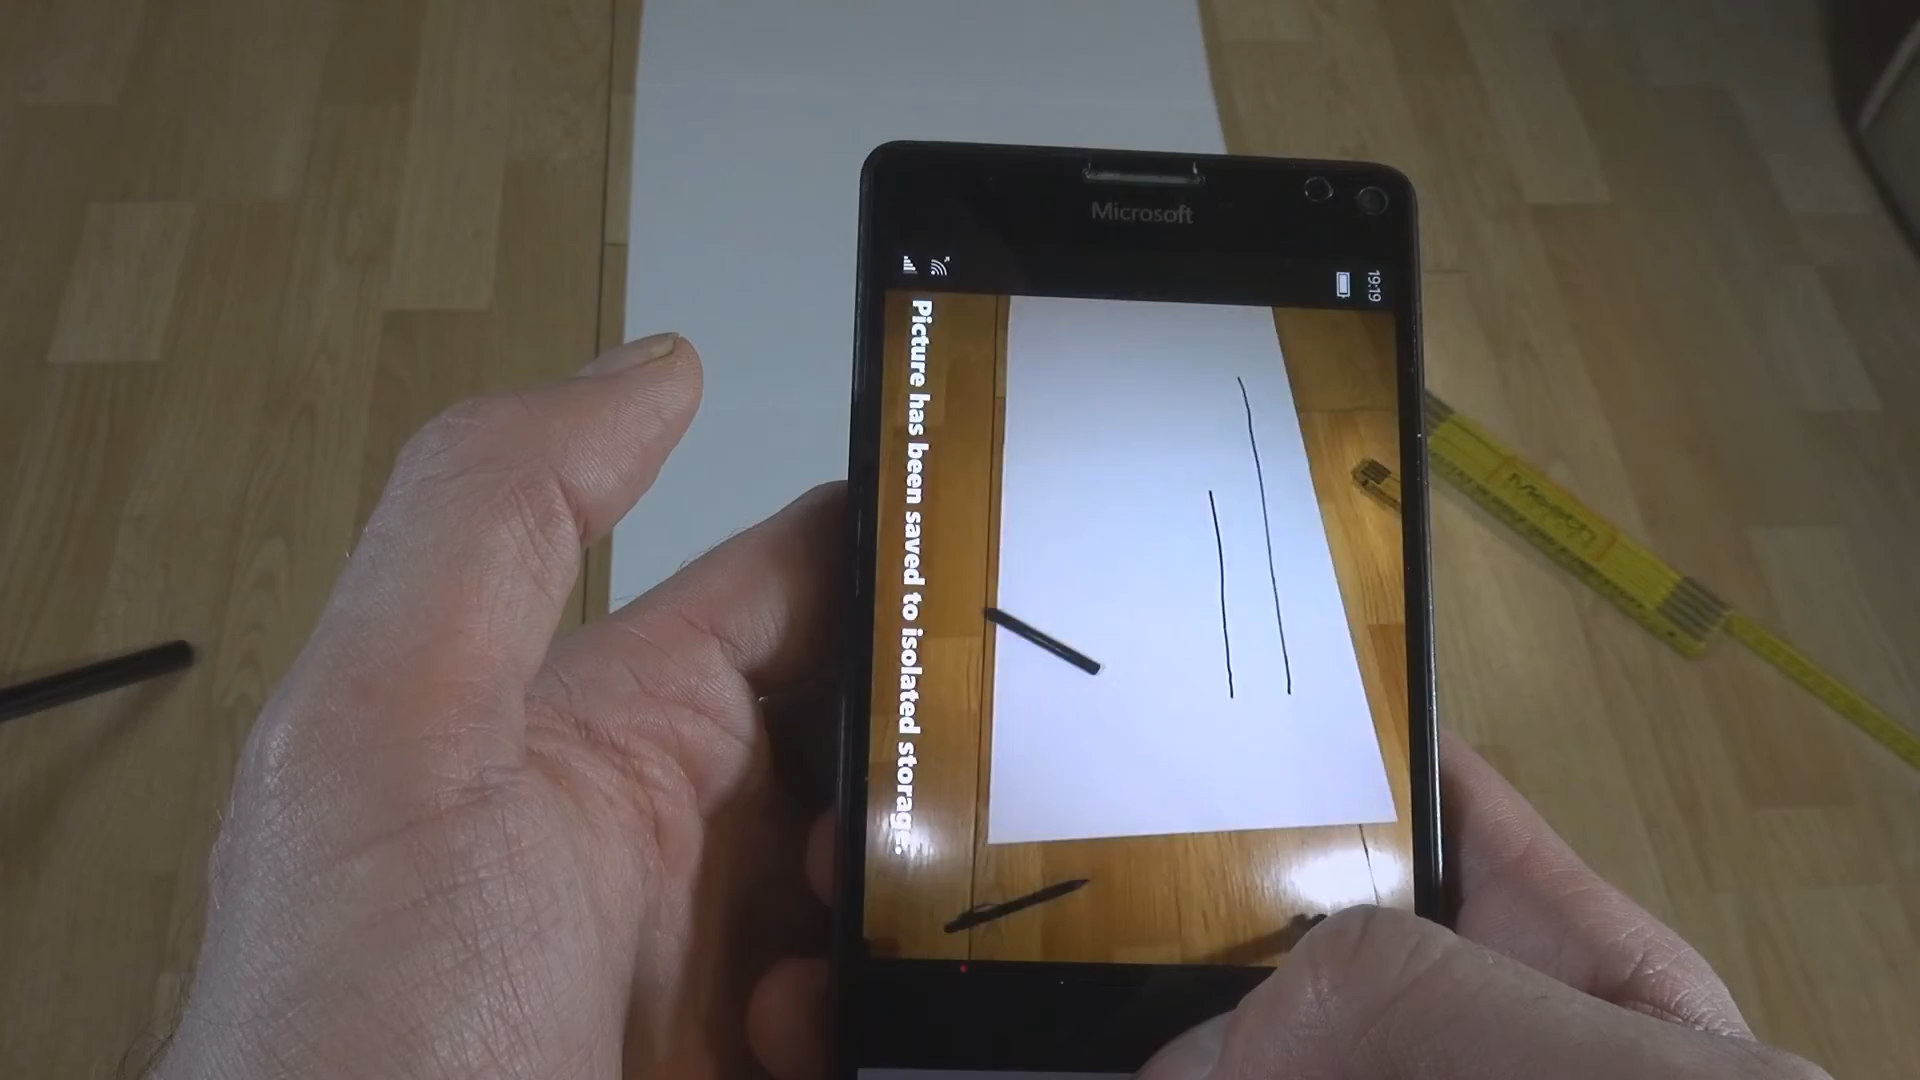 Microsoft
19:19
Picture has been saved to isolated storage.